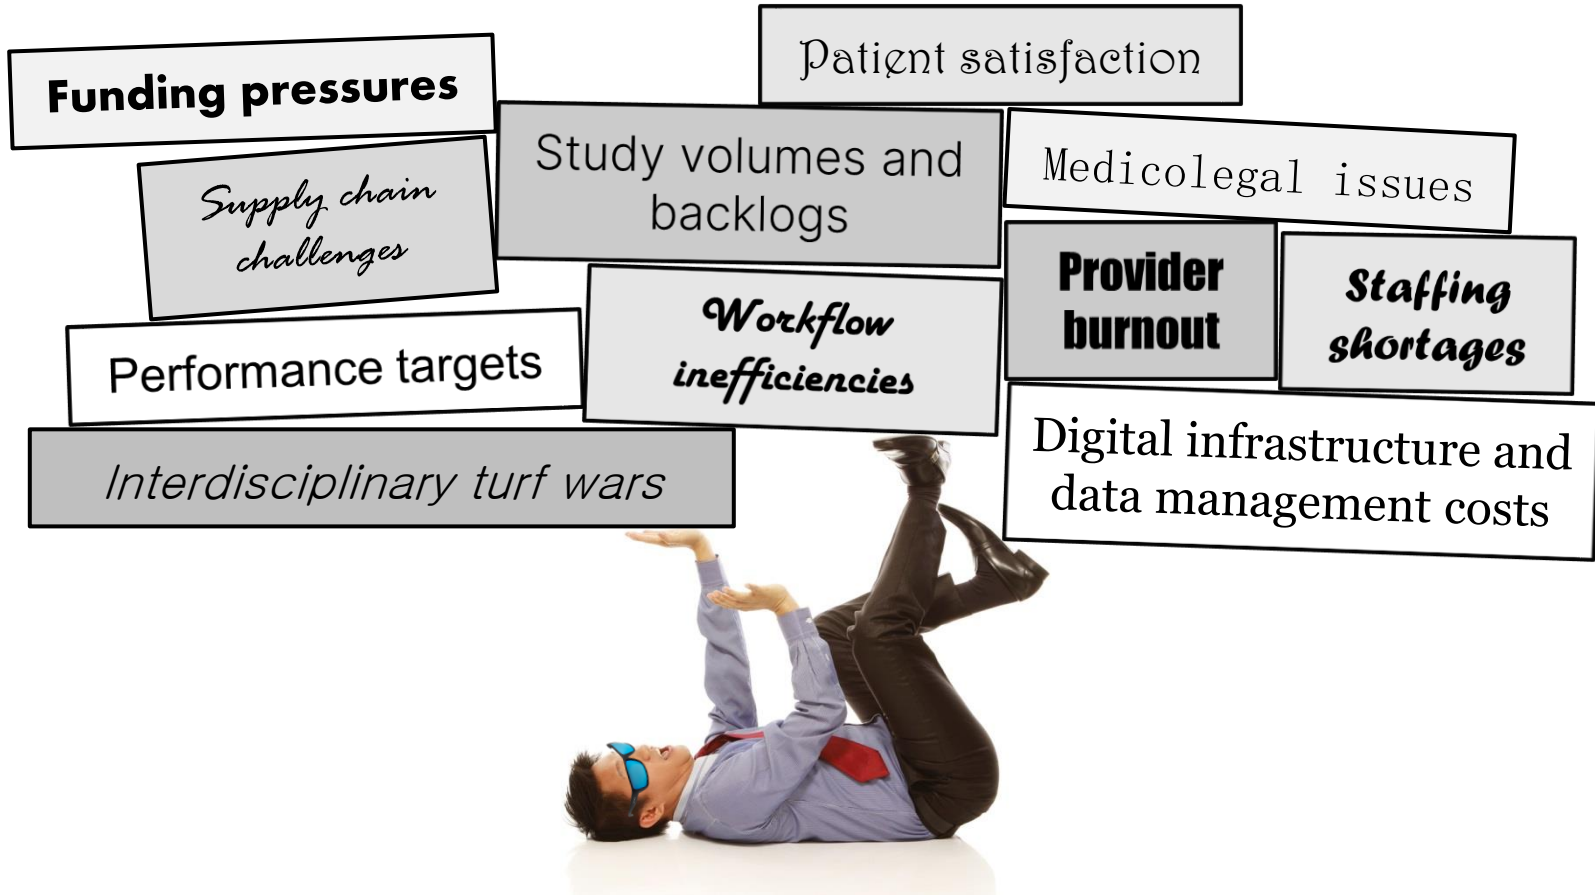 Patient satisfaction
Funding pressures
Study volumes and
backlogs
Medicolegal issues
Supply chain
challenges
Provider
burnout
Staffing
shortages
Workflow
inefficiencies
Performance targets
Digital infrastructure and
data management costs
Interdisciplinary turf wars